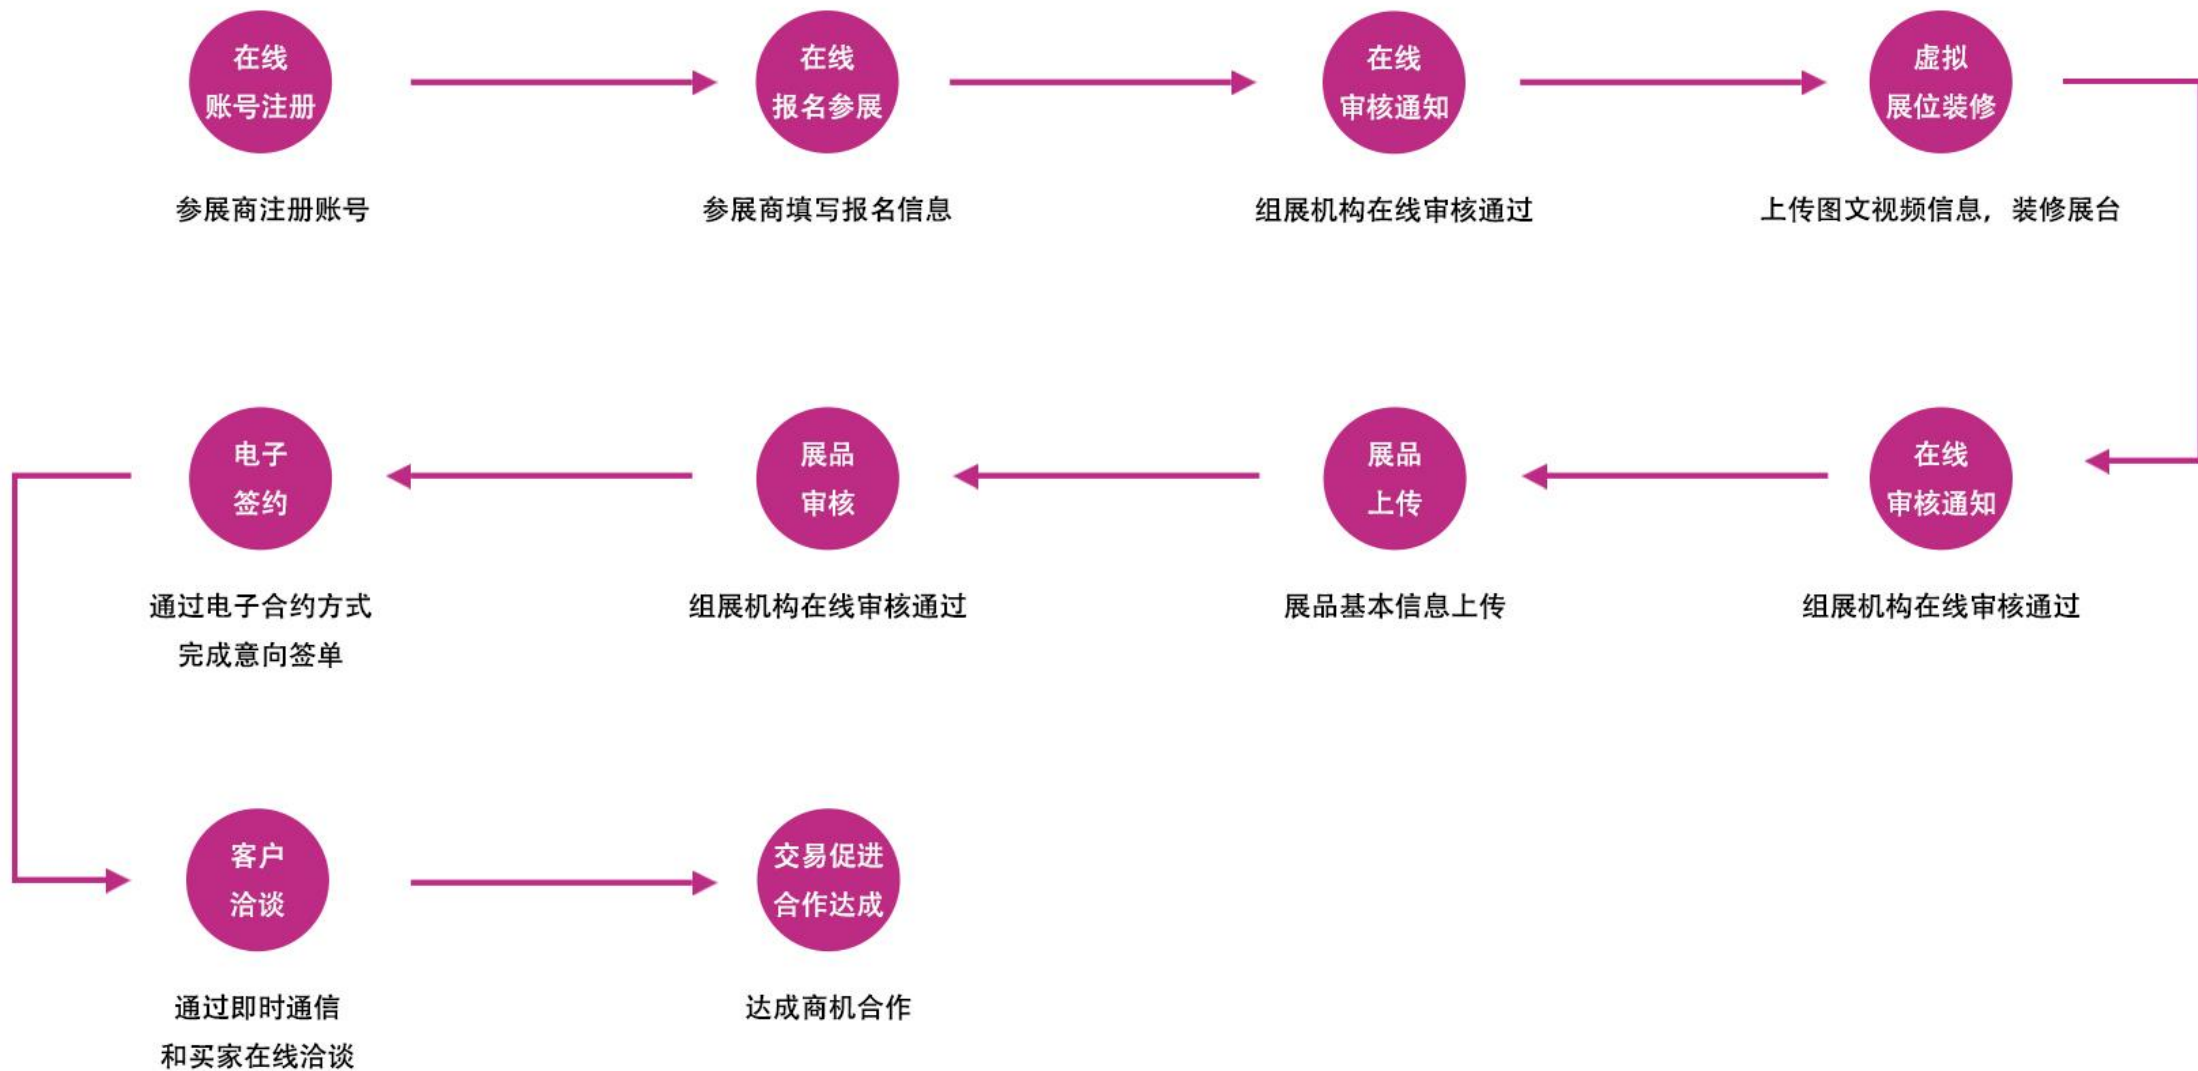 在线
账号注册
参展商注册账号
在线
报名参展
参展商填写报名信息
在线
审核通知
组展机构在线审核通过
虚拟
展位装修
上传图文视频信息，装修展台
在线
审核通知
组展机构在线审核通过
展品
上传
展品基本信息上传
展品
审核
组展机构在线审核通过
电子
签约
通过电子合约方式
完成意向签单
客户
洽谈
通过即时通信
和买家在线洽谈
交易促进
合作达成
达成商机合作